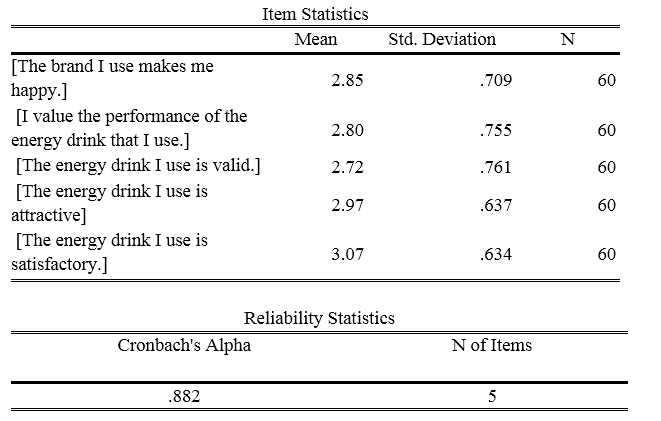 Item Statistics
Mean Std. Deviation N
[The brand I use makes me
happy.] 2.85 .709 60
[I value the performance of the
energy drink that I use.] 2.80 .755 60
[The energy drink I use is valid.] 2.72 .761 60
[The energy drink I use is
attractive] 2.97 .637 60
[The energy drink I use is
satisfactory.] 3.07 .634 60
Reliability Statistics
Cronbach's Alpha N of Items
.882 5